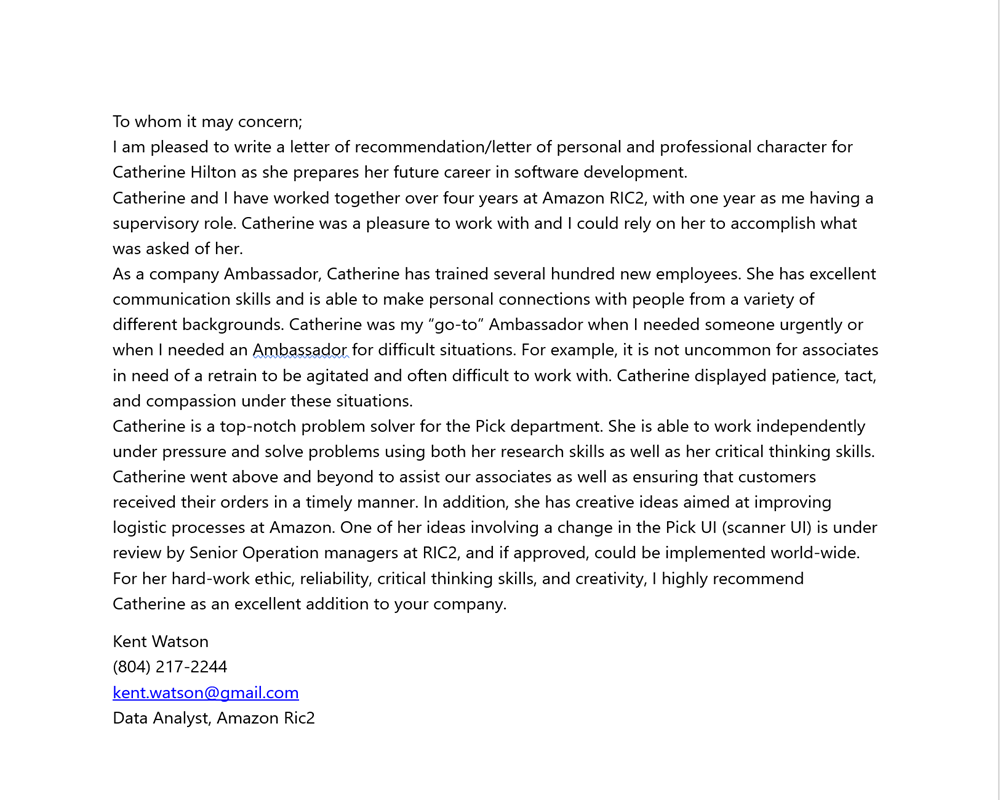 To whom it may concern;
I am pleased to write a letter of recommendation/letter of personal and professional character for
Catherine Hilton as she prepares her future career in software development.
Catherine and I have worked together over four years at Amazon RIC2, with one year as me having a
supervisory role. Catherine was a pleasure to work with and I could rely on her to accomplish what
was asked of her.
As a company Ambassador, Catherine has trained several hundred new employees. She has excellent
communication skills and is able to make personal connections with people from a variety of
different backgrounds. Catherine was my “go-to” Ambassador when I needed someone urgently or
when I needed an Ambassador for difficult situations. For example, it is not uncommon for associates
in need of a retrain to be agitated and often difficult to work with. Catherine displayed patience, tact,
and compassion under these situations.
Catherine is a top-notch problem solver for the Pick department. She is able to work independently
under pressure and solve problems using both her research skills as well as her critical thinking skills.
Catherine went above and beyond to assist our associates as well as ensuring that customers
received their orders in a timely manner. In addition, she has creative ideas aimed at improving
logistic processes at Amazon. One of her ideas involving a change in the Pick UI (scanner UI) is under
review by Senior Operation managers at RIC2, and if approved, could be implemented world-wide.
For her hard-work ethic, reliability, critical thinking skills, and creativity, I highly recommend
Catherine as an excellent addition to your company.
Kent Watson
(804) 217-2244
kent.watson@gmail.com
Data Analyst, Amazon Ric2